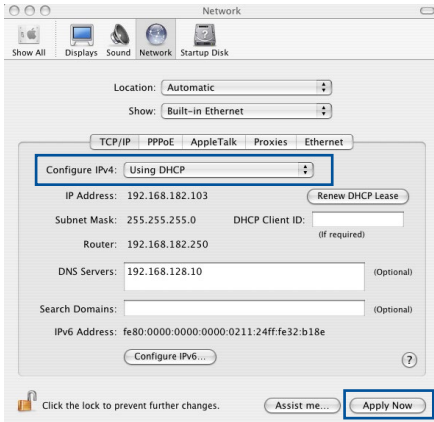 Network
Show All Displays Sound Network Startup Disk
Location: Automatic
Show: Built-in Ethernet
TCP/IP PPPoE AppleTalk Proxies Ethernet
Configure IPv4: Using DHCP
IP Address: 192.168.182.103 Renew DHCP Lease
Subnet Mask: 255.255.255.0 DHCP Client ID:
(If required)
Router: 192.168.182.250
DNS Servers: 192.168.128.10 (Optional)
Search Domains: (Optional)
IPv6 Address: fe80:0000:0000:0000:0211:24ff:fe32:b18e
Configure IPv6... ?
Click the lock to prevent further changes. Assist me... Apply Now